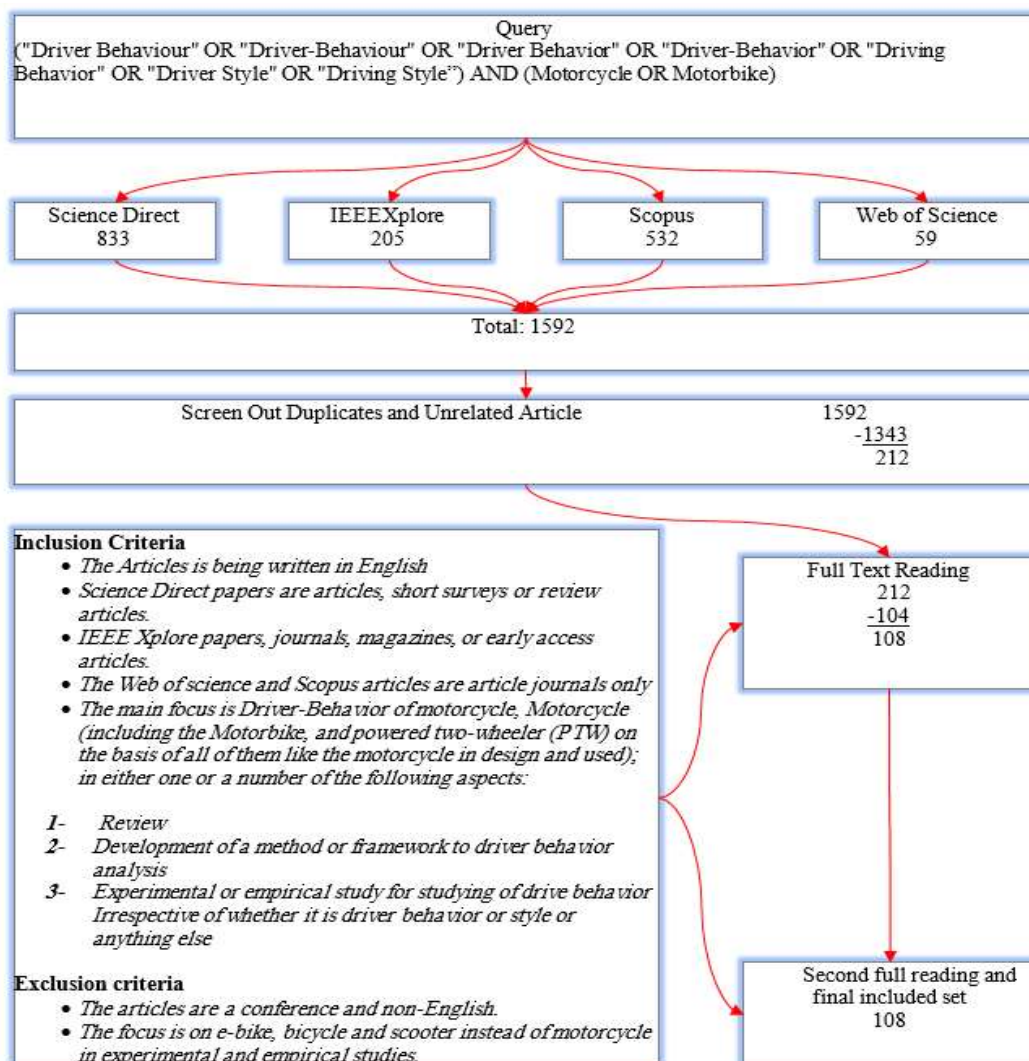 Query
("Driver Behaviour" OR "Driver-Behaviour" OR "Driver Behavior" OR "Driver-Behavior" OR "Driving
Behavior" OR "Driver Style" OR "Driving Style”) AND (Motorcycle OR Motorbike)
Science Direct
833
IEEEXplore
205
Scopus
532
Web of Science
59
Total: 1592
Screen Out Duplicates and Unrelated Article 1592
-1343
212
Inclusion Criteria
• The Articles is being written in English
• Science Direct papers are articles, short surveys or review
articles.
• IEEE Xplore papers, journals, magazines, or early access
articles.
• The Web of science and Scopus articles are article journals only
• The main focus is Driver-Behavior of motorcycle, Motorcycle
(including the Motorbike, and powered two-wheeler (PTW) on
the basis of all of them like the motorcycle in design and used);
in either one or a number of the following aspects:
1- Review
2- Development of a method or framework to driver behavior
analysis
3- Experimental or empirical study for studying of drive behavior
Irrespective of whether it is driver behavior or style or
anything else
Exclusion criteria
• The articles are a conference and non-English.
• The focus is on e-bike, bicycle and scooter instead of motorcycle
in experimental and empirical studies.
Full Text Reading
212
-104
108
Second full reading and
final included set
108